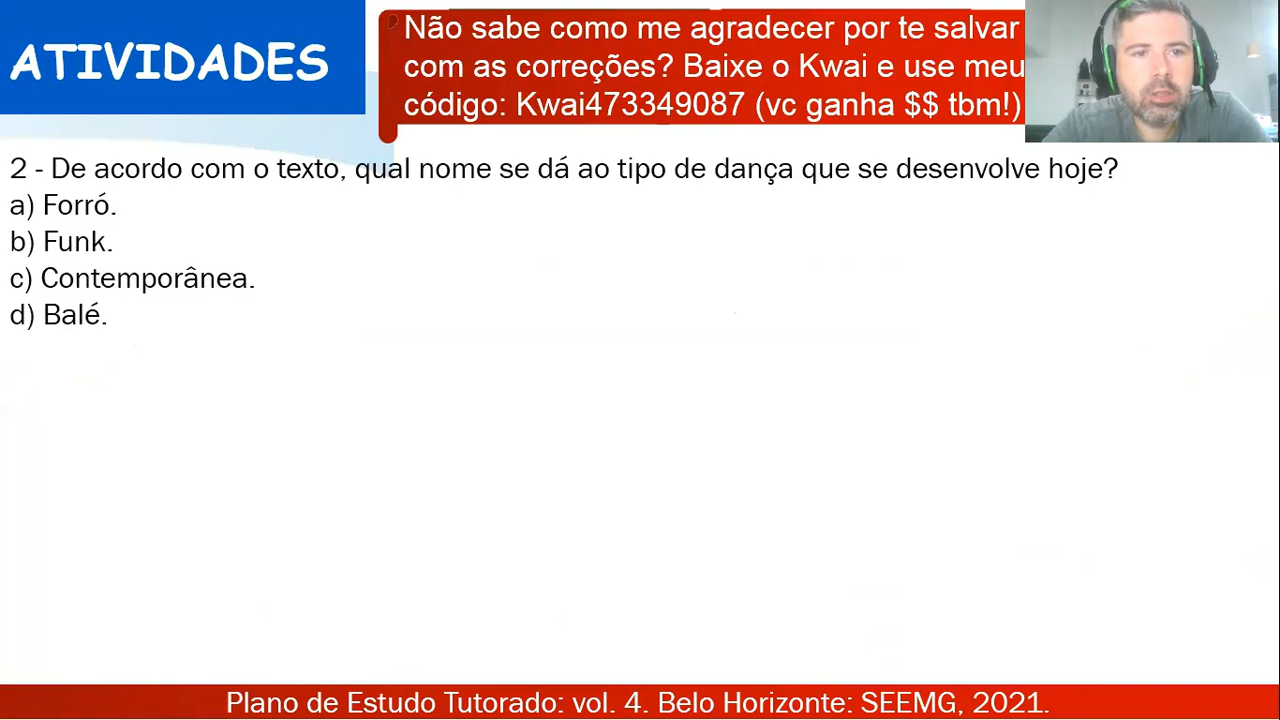 ATIVIDADES
Não sabe como me agradecer por te salvar
com as correções? Baixe o Kwai e use meu
código: Kwai473349087 (vc ganha $$ tbm!)
2 - De acordo com o texto, qual nome se dá ao tipo de dança que se desenvolve hoje?
a) Forró.
b) Funk.
c) Contemporânea.
d) Balé.
Plano de Estudo Tutorado: vol. 4. Belo Horizonte: SEEMG, 2021.